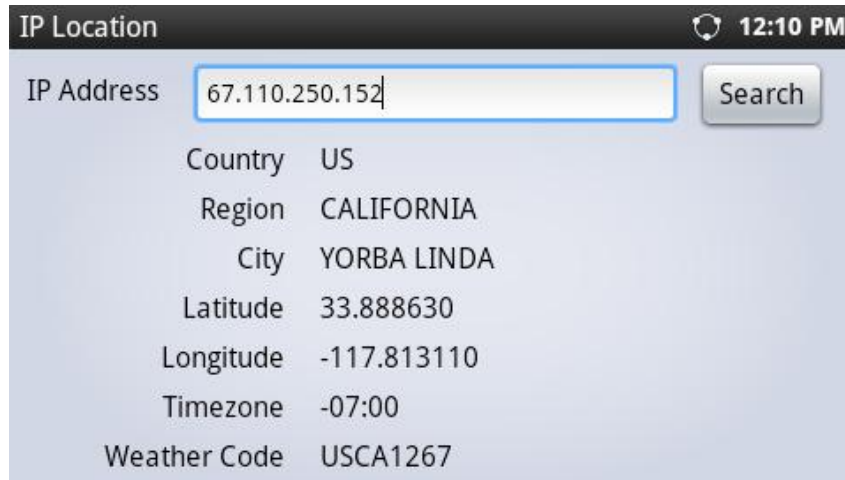 IP Location 12:10 PM
IP Address 67.110.250.152 Search
Country US
Region CALIFORNIA
City YORBA LINDA
Latitude 33.888630
Longitude -117.813110
Timezone -07:00
Weather Code USCA1267